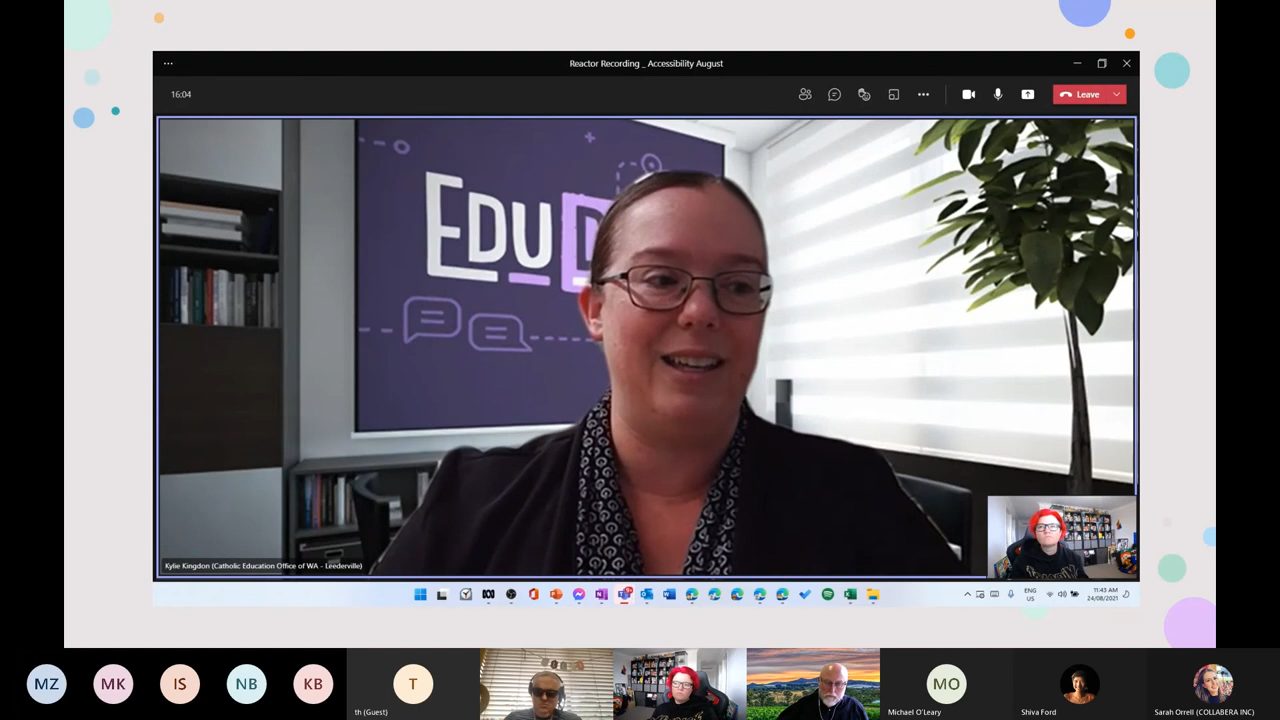 Reactor Recording _ Accessibility August
16:04
Leave
EDU
Kylie Kingdon (Catholic Education Office of WA - Leederville)
ENG
US
11:43 AM
24/08/2021
MZ
MK
IS
NB
KB
T
th (Guest)
MO
Michael O'Leary
Shiva Ford
Sarah Orrell (COLLABERA INC)